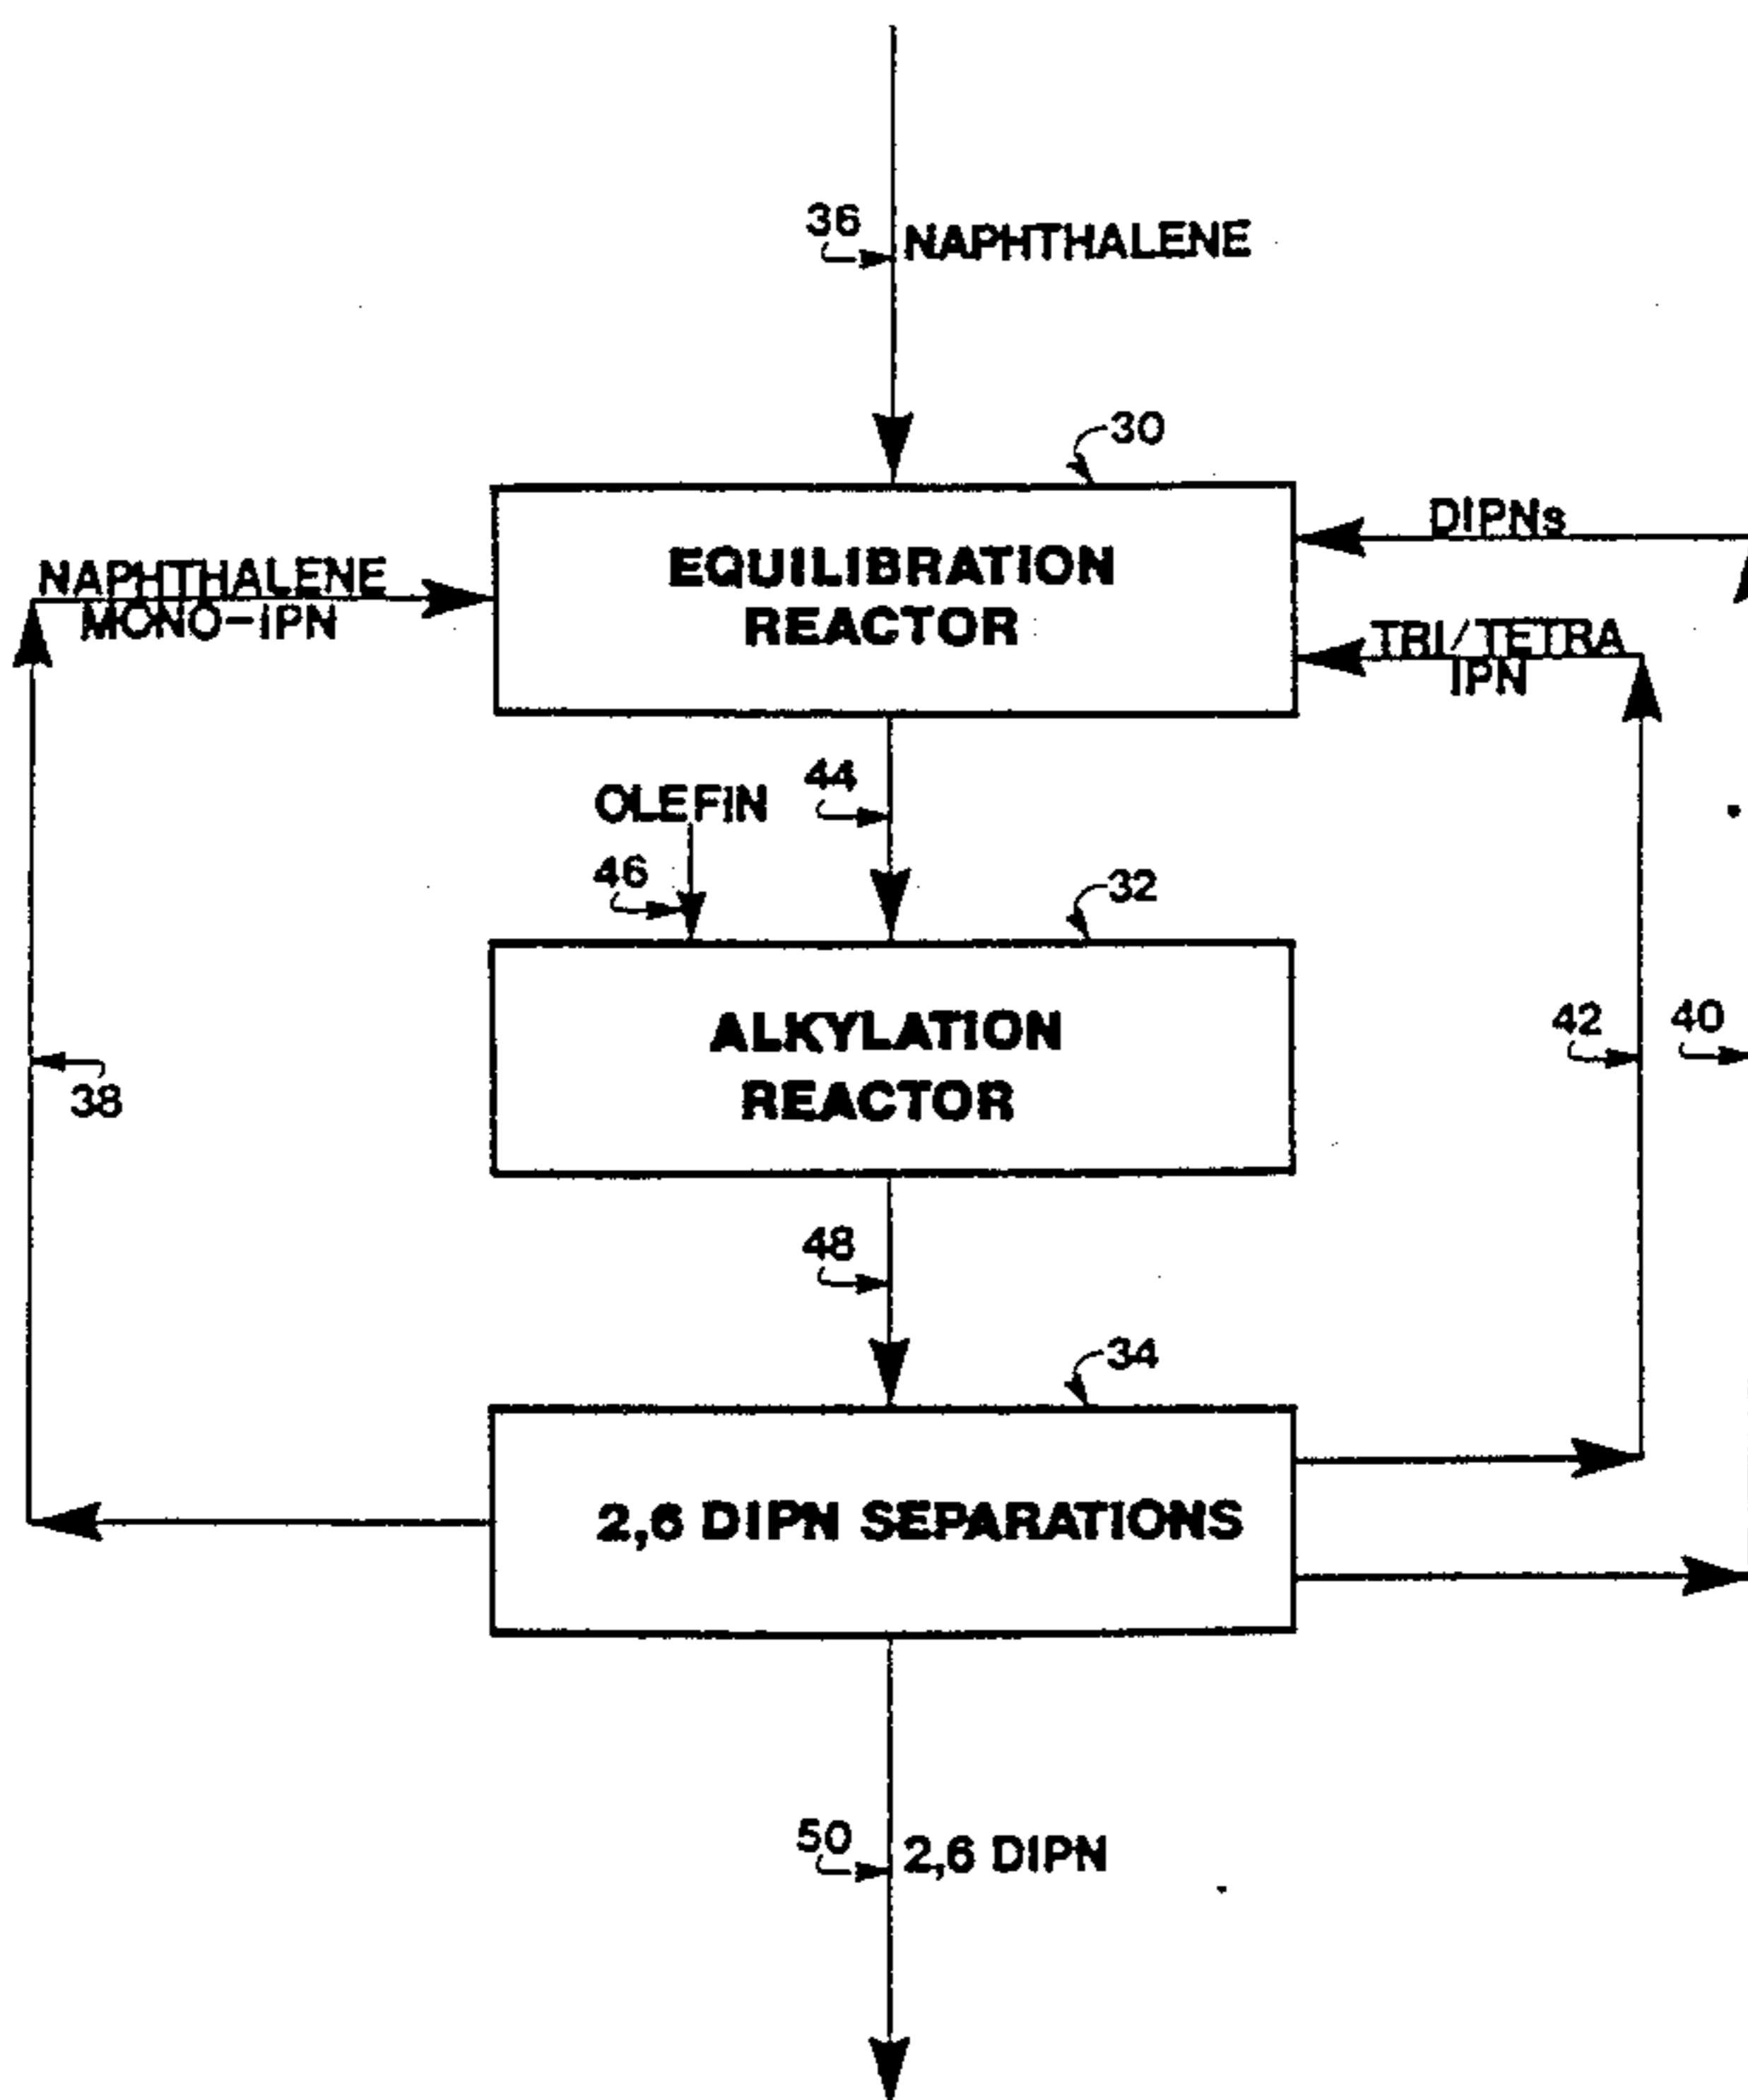 36
NAPHTHALENE
30
EQUILIBRATION
REACTOR
DIPNs
NAPHTHALENE
MONO-IPN
TRI/TETRA
IPN
44
OLEFIN
46
32
ALKYLATION
REACTOR
42
40
38
48
34
2,6 DIPN SEPARATIONS
50
2,6 DIPN